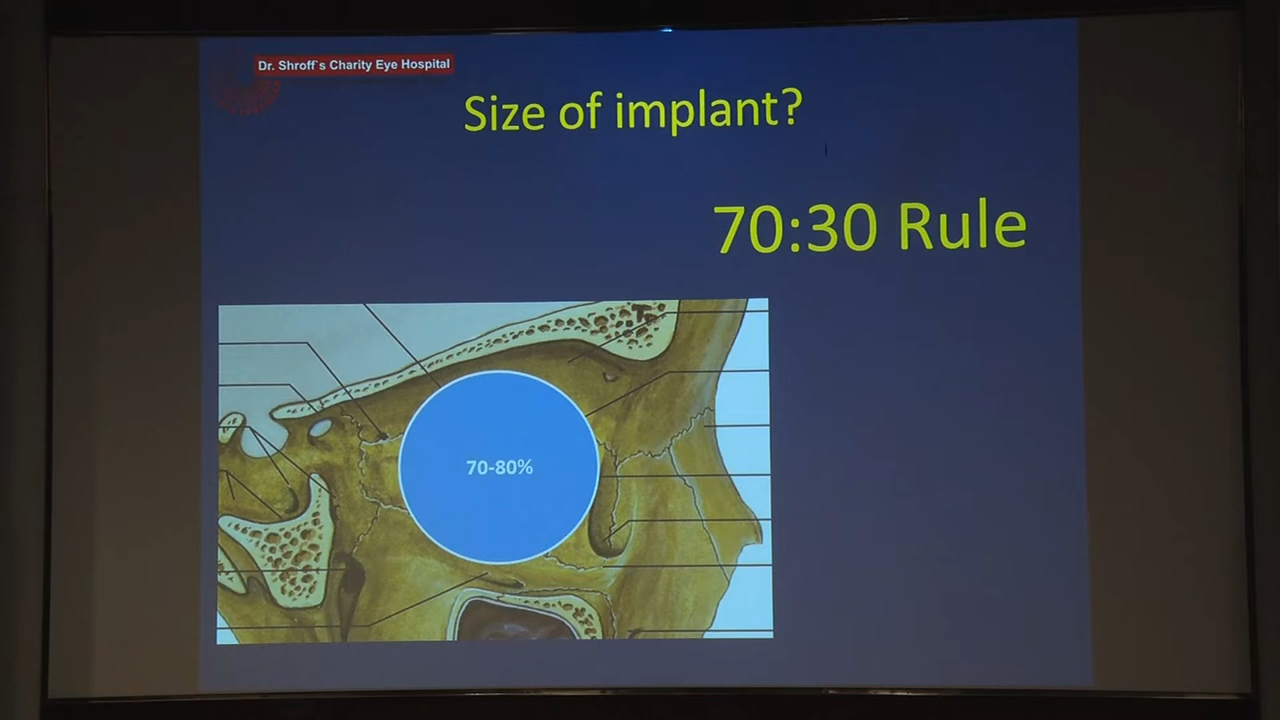 Dr. Shroff`s Charity Eye Hospital
Size of implant?
70:30 Rule
70-80%